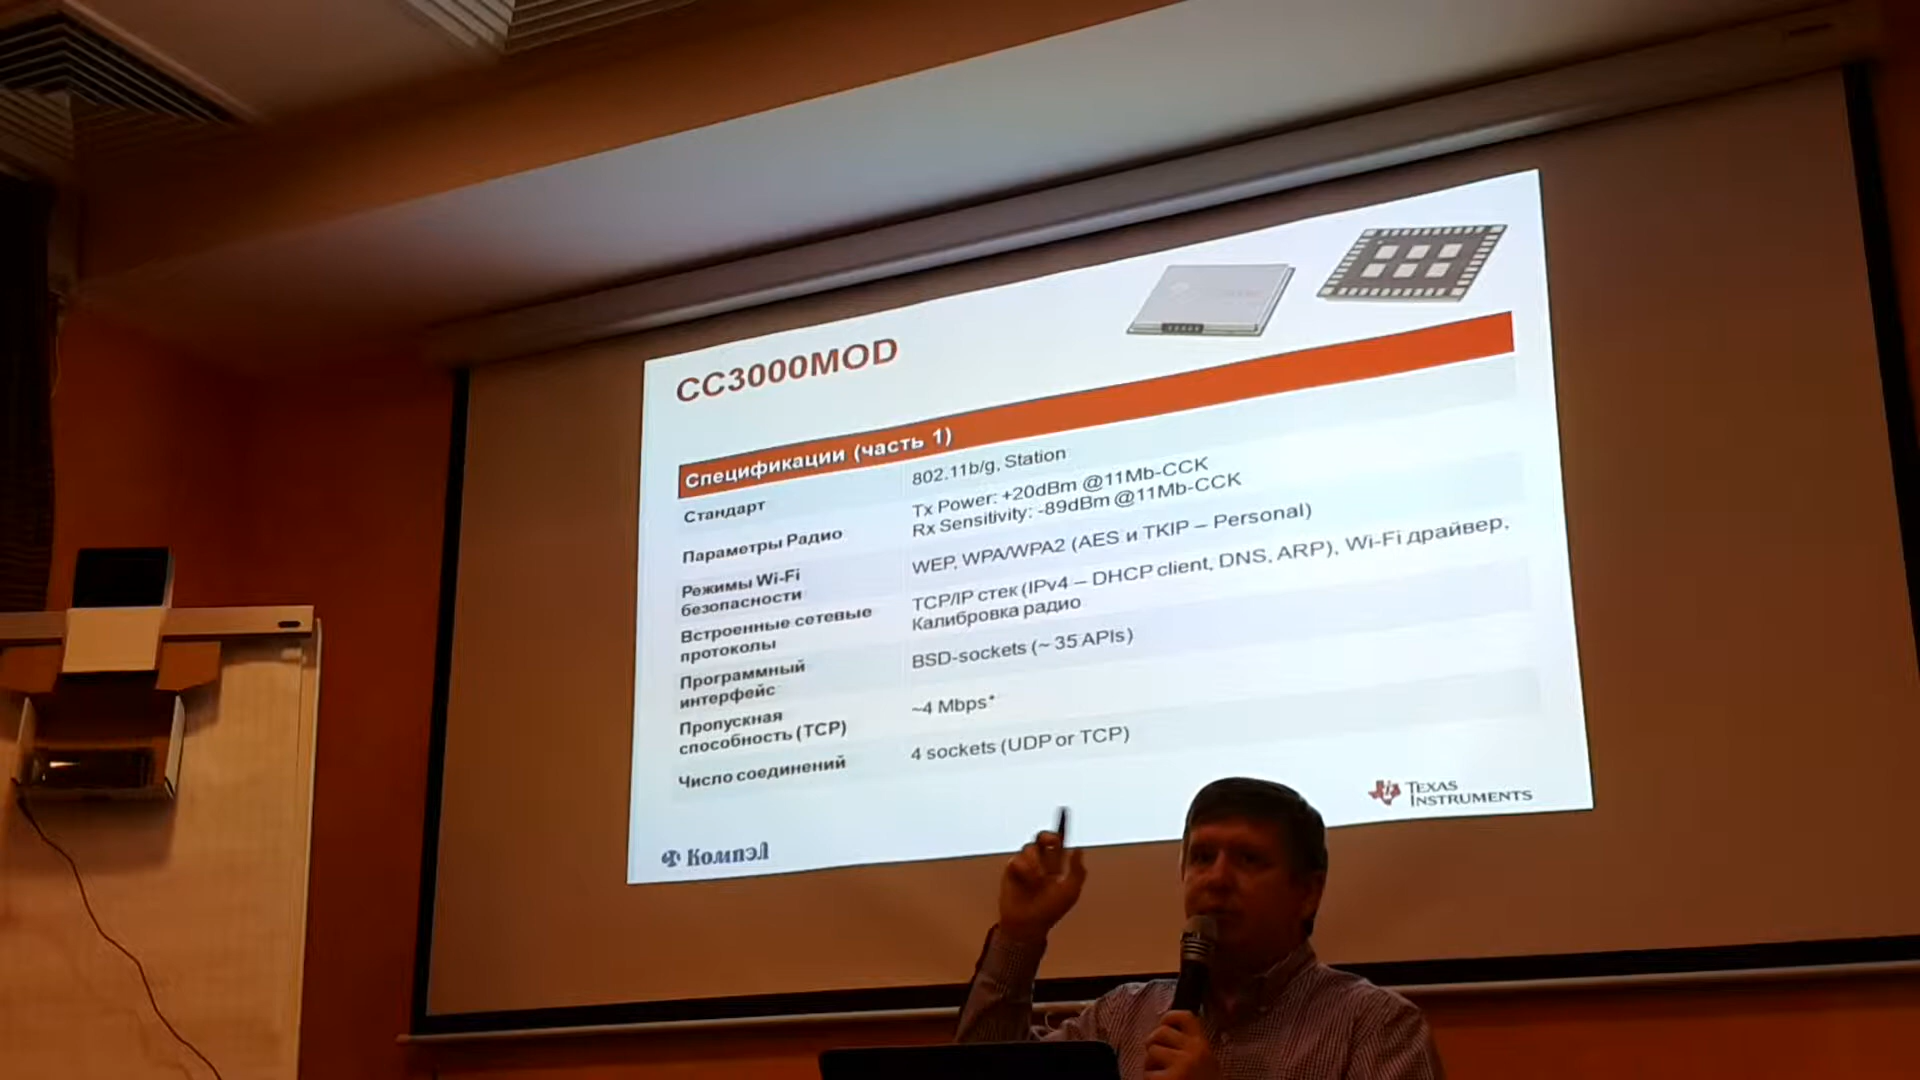 CC3000MOD
Спецификации (часть 1)
Стандарт
802.11b/g, Station
Параметры Радио
Tx Power: +20dBm @11Mb-CCK
Rx Sensitivity: -89dBm @11Mb-CCK
Режимы Wi-Fi
безопасности
WEP, WPA/WPA2 (AES и TKIP – Personal)
Встроенные сетевые
протоколы
TCP/IP стек (IPv4 – DHCP client, DNS, ARP), Wi-Fi драйвер,
Калибровка радио
Программный
интерфейс
BSD-sockets (~ 35 APIs)
Пропускная
способность (TCP)
~4 Mbps*
Число соединений
4 sockets (UDP or TCP)
Компэл
TEXAS
INSTRUMENTS